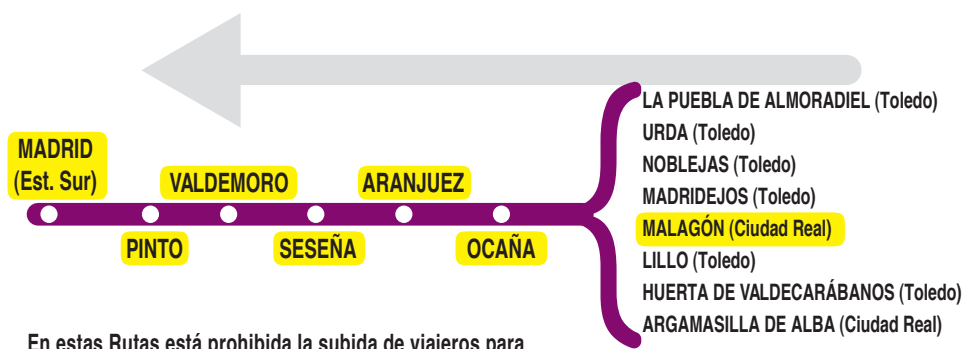 MADRID
(Est. Sur)
VALDEMORO
ARANJUEZ
PINTO
SESEÑA
OCAÑA
LA PUEBLA DE ALMORADIEL (Toledo)
URDA (Toledo)
NOBLEJAS (Toledo)
MADRIDEJOS (Toledo)
MALAGÓN (Ciudad Real)
LILLO (Toledo)
HUERTA DE VALDECARÁBANOS (Toledo)
ARGAMASILLA DE ALBA (Ciudad Real)
En estas Rutas está prohibida la subida de viajeros para